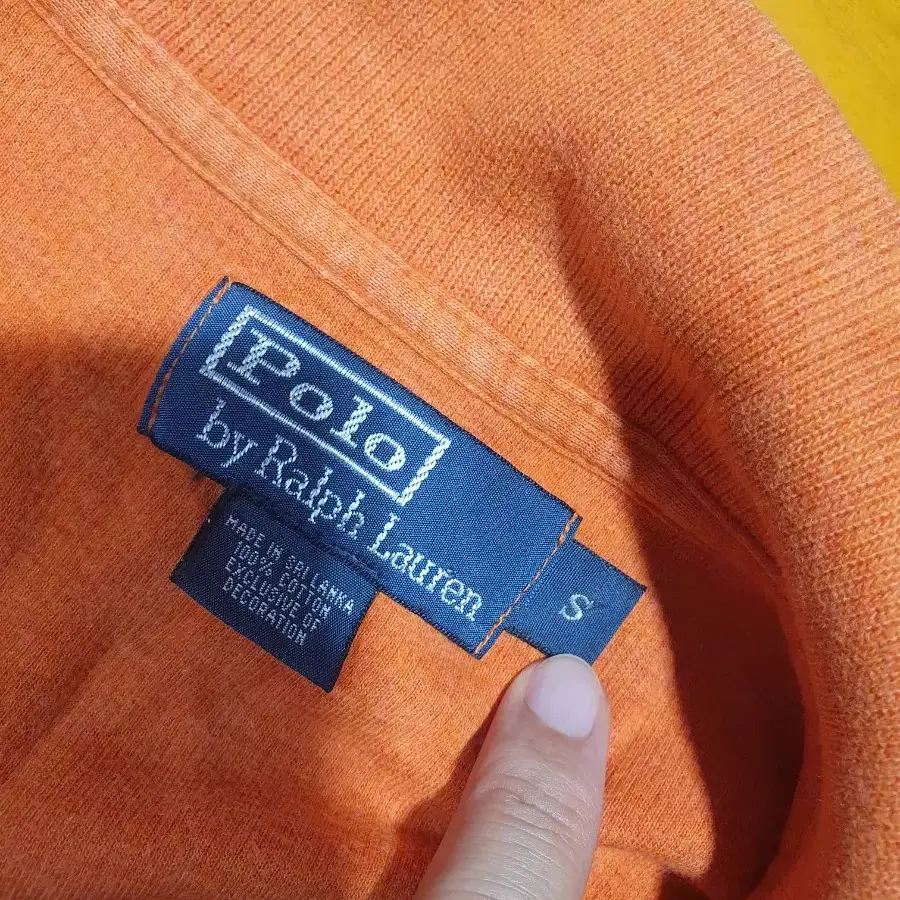 Polo
by Ralph Lauren
S
MADE IN SRI LANKA
100% COTTON
EXCLUSIVE OF
DECORATION